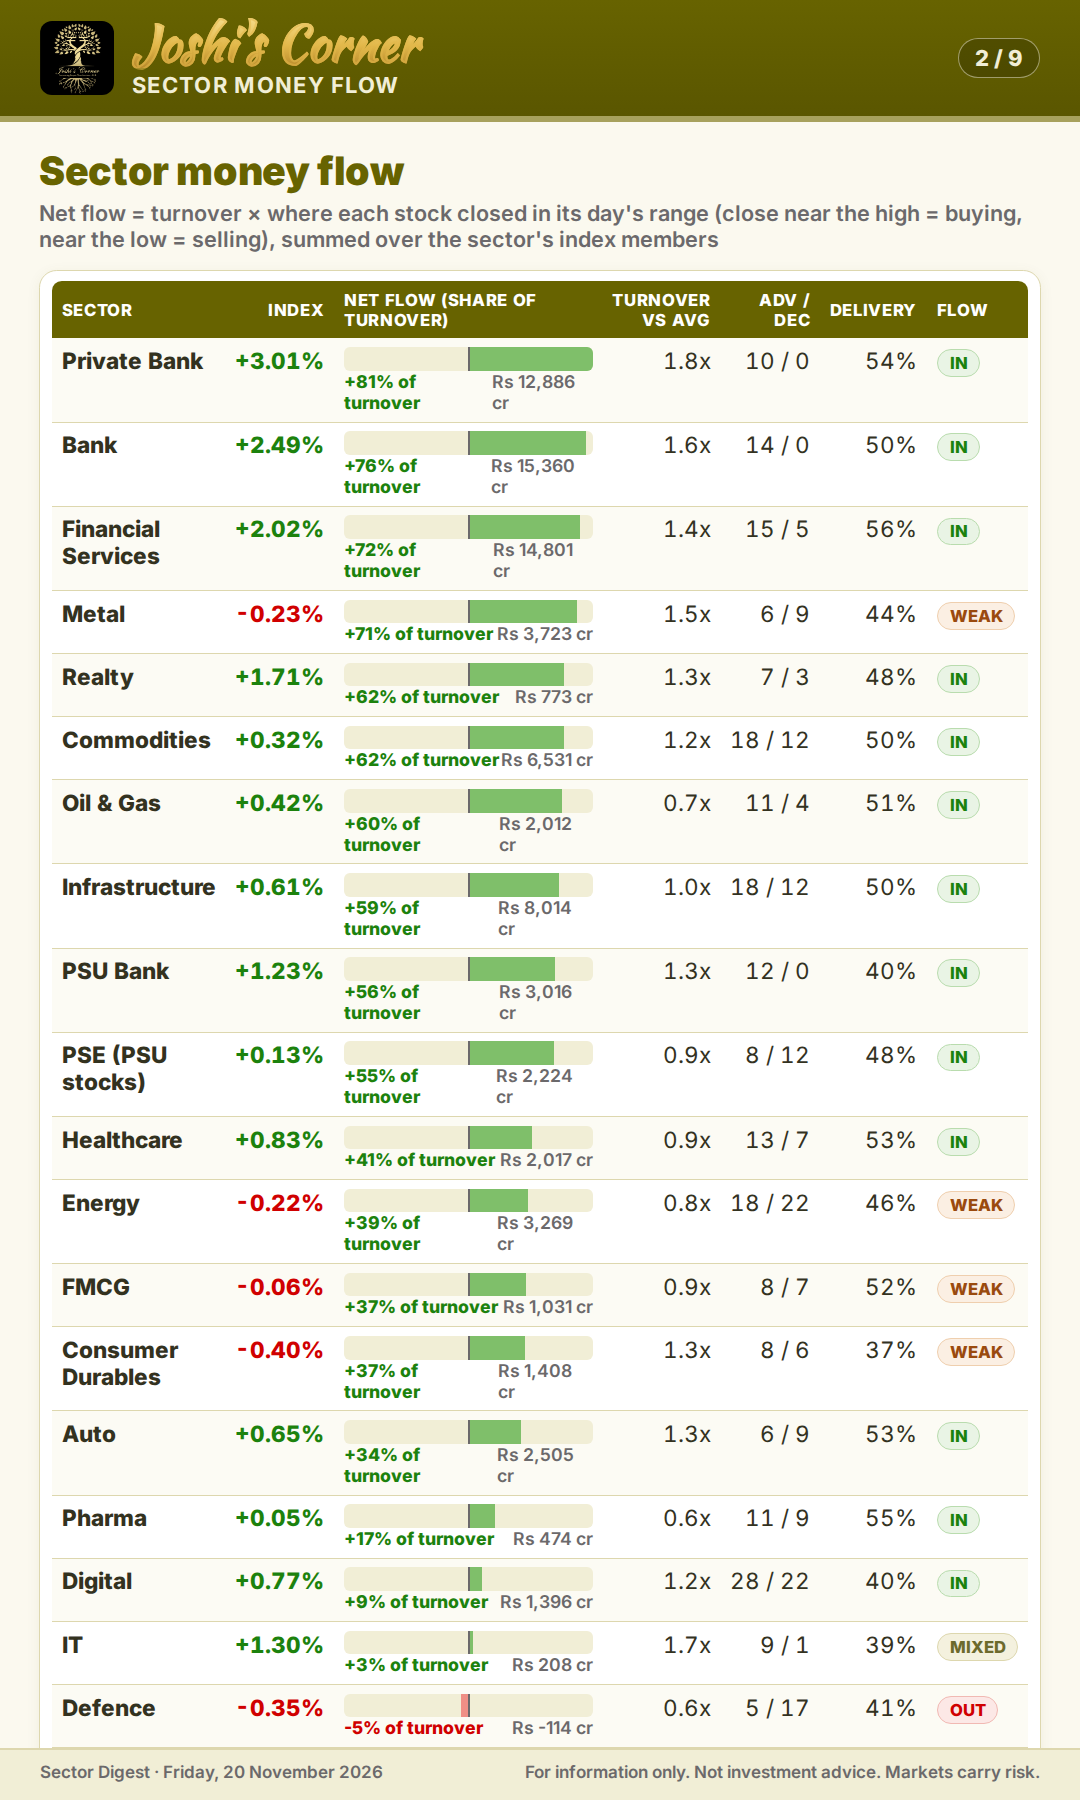 Joshi's Corner
Joshi's Corner
SECTOR MONEY FLOW
2 / 9
Sector money flow
Net flow = turnover × where each stock closed in its day's range (close near the high = buying,
near the low = selling), summed over the sector's index members
SECTOR INDEX NET FLOW (SHARE OF TURNOVER) TURNOVER VS AVG ADV / DEC DELIVERY FLOW
Private Bank +3.01% +81% of turnover Rs 12,886 cr 1.8x 10 / 0 54% IN
Bank +2.49% +76% of turnover Rs 15,360 cr 1.6x 14 / 0 50% IN
Financial Services +2.02% +72% of turnover Rs 14,801 cr 1.4x 15 / 5 56% IN
Metal -0.23% +71% of turnover Rs 3,723 cr 1.5x 6 / 9 44% WEAK
Realty +1.71% +62% of turnover Rs 773 cr 1.3x 7 / 3 48% IN
Commodities +0.32% +62% of turnover Rs 6,531 cr 1.2x 18 / 12 50% IN
Oil & Gas +0.42% +60% of turnover Rs 2,012 cr 0.7x 11 / 4 51% IN
Infrastructure +0.61% +59% of turnover Rs 8,014 cr 1.0x 18 / 12 50% IN
PSU Bank +1.23% +56% of turnover Rs 3,016 cr 1.3x 12 / 0 40% IN
PSE (PSU stocks) +0.13% +55% of turnover Rs 2,224 cr 0.9x 8 / 12 48% IN
Healthcare +0.83% +41% of turnover Rs 2,017 cr 0.9x 13 / 7 53% IN
Energy -0.22% +39% of turnover Rs 3,269 cr 0.8x 18 / 22 46% WEAK
FMCG -0.06% +37% of turnover Rs 1,031 cr 0.9x 8 / 7 52% WEAK
Consumer Durables -0.40% +37% of turnover Rs 1,408 cr 1.3x 8 / 6 37% WEAK
Auto +0.65% +34% of turnover Rs 2,505 cr 1.3x 6 / 9 53% IN
Pharma +0.05% +17% of turnover Rs 474 cr 0.6x 11 / 9 55% IN
Digital +0.77% +9% of turnover Rs 1,396 cr 1.2x 28 / 22 40% IN
IT +1.30% +3% of turnover Rs 208 cr 1.7x 9 / 1 39% MIXED
Defence -0.35% -5% of turnover Rs -114 cr 0.6x 5 / 17 41% OUT
Sector Digest · Friday, 20 November 2026
For information only. Not investment advice. Markets carry risk.